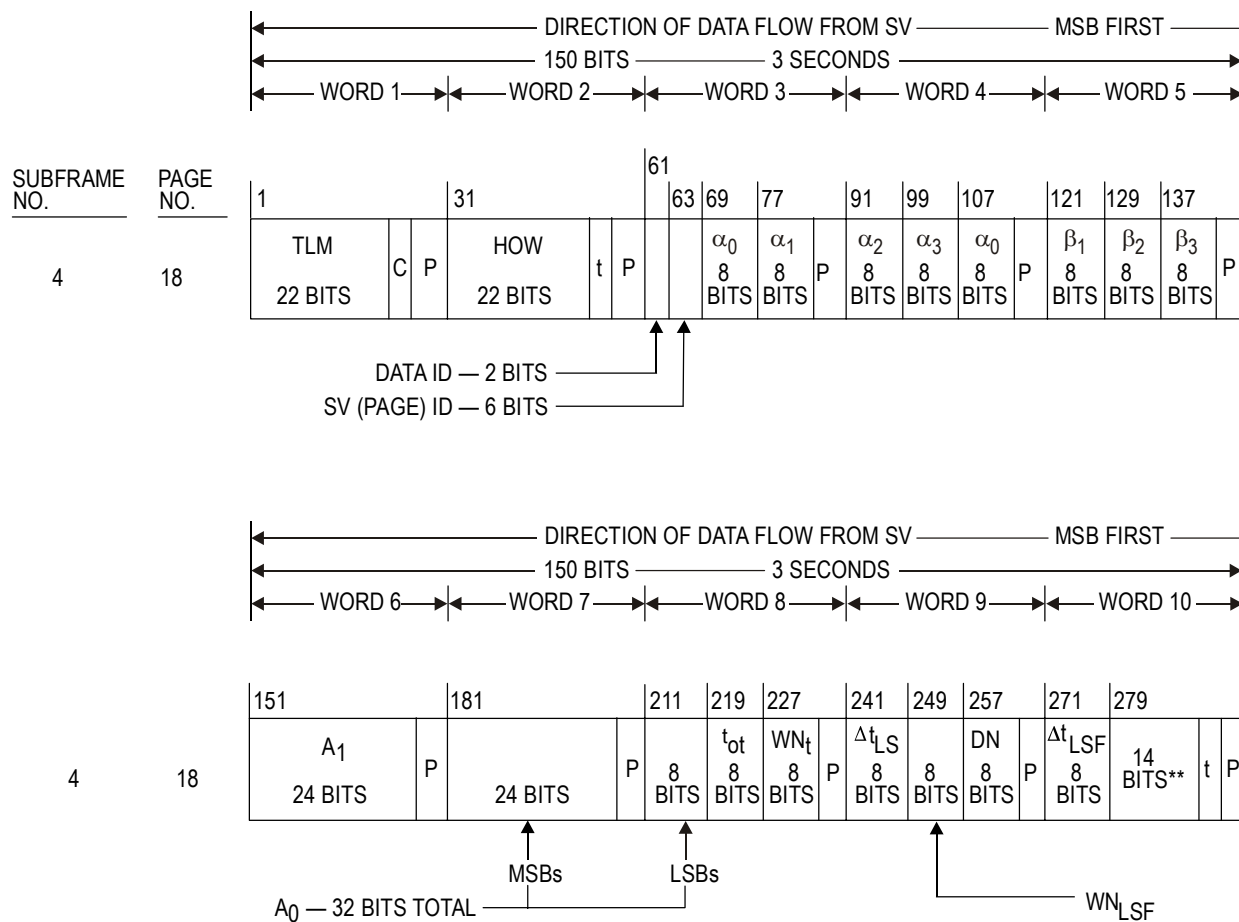 DIRECTION OF DATA FLOW FROM SV MSB FIRST
150 BITS 3 SECONDS
WORD 1 WORD 2 WORD 3 WORD 4 WORD 5
SUBFRAME NO.
PAGE NO.
1 31 61 63 69 77 91 99 107 121 129 137
4
18
TLM 22 BITS
C
P
HOW 22 BITS
t
P
α0 8 BITS
α1 8 BITS
P
α2 8 BITS
α3 8 BITS
α0 8 BITS
P
β1 8 BITS
β2 8 BITS
β3 8 BITS
P
DATA ID — 2 BITS
SV (PAGE) ID — 6 BITS
DIRECTION OF DATA FLOW FROM SV MSB FIRST
150 BITS 3 SECONDS
WORD 6 WORD 7 WORD 8 WORD 9 WORD 10
151 181 211 219 227 241 249 257 271 279
4
18
A1 24 BITS
P
24 BITS
P
8 BITS
tot 8 BITS
WNt 8 BITS
P
ΔtLS 8 BITS
8 BITS
DN 8 BITS
P
ΔtLSF 8 BITS
14 BITS**
t
P
MSBs LSBs
A0 — 32 BITS TOTAL
WNLSF